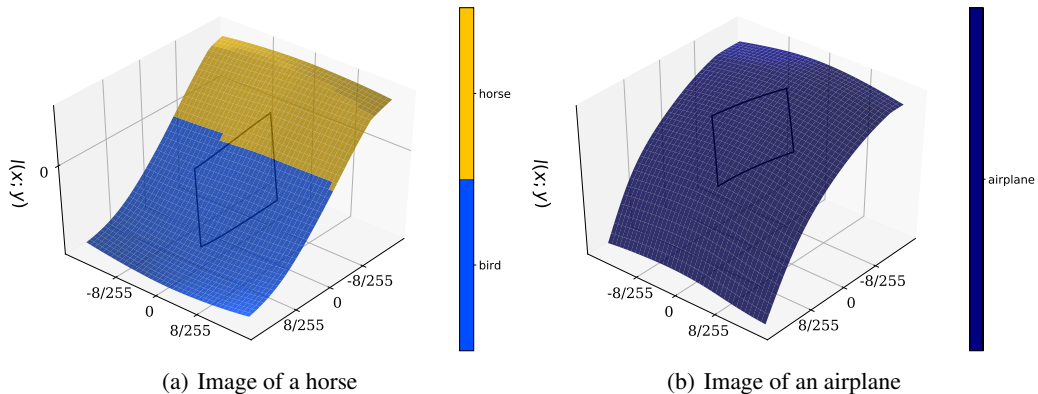 0
l(x; y)
-8/255
0
8/255
8/255
0
-8/255
horse
bird
(a) Image of a horse
l(x; y)
-8/255
0
8/255
8/255
0
-8/255
airplane
(b) Image of an airplane